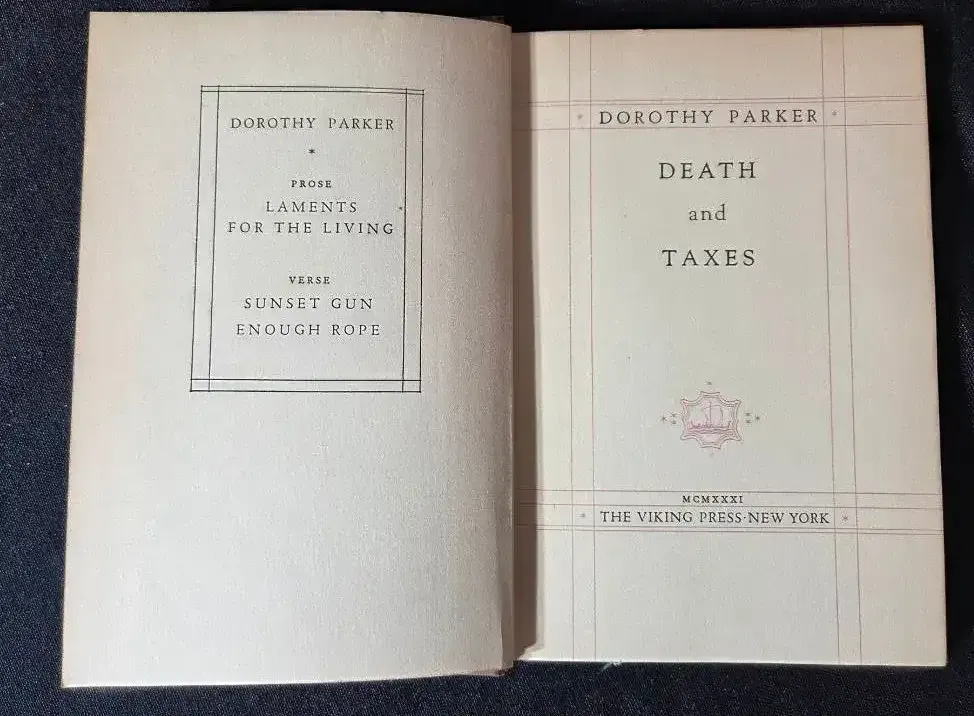 DOROTHY PARKER
*
PROSE
LAMENTS
FOR THE LIVING
VERSE
SUNSET GUN
ENOUGH ROPE
* DOROTHY PARKER *
DEATH
and
TAXES
MCMXXXI
* THE VIKING PRESS·NEW YORK *